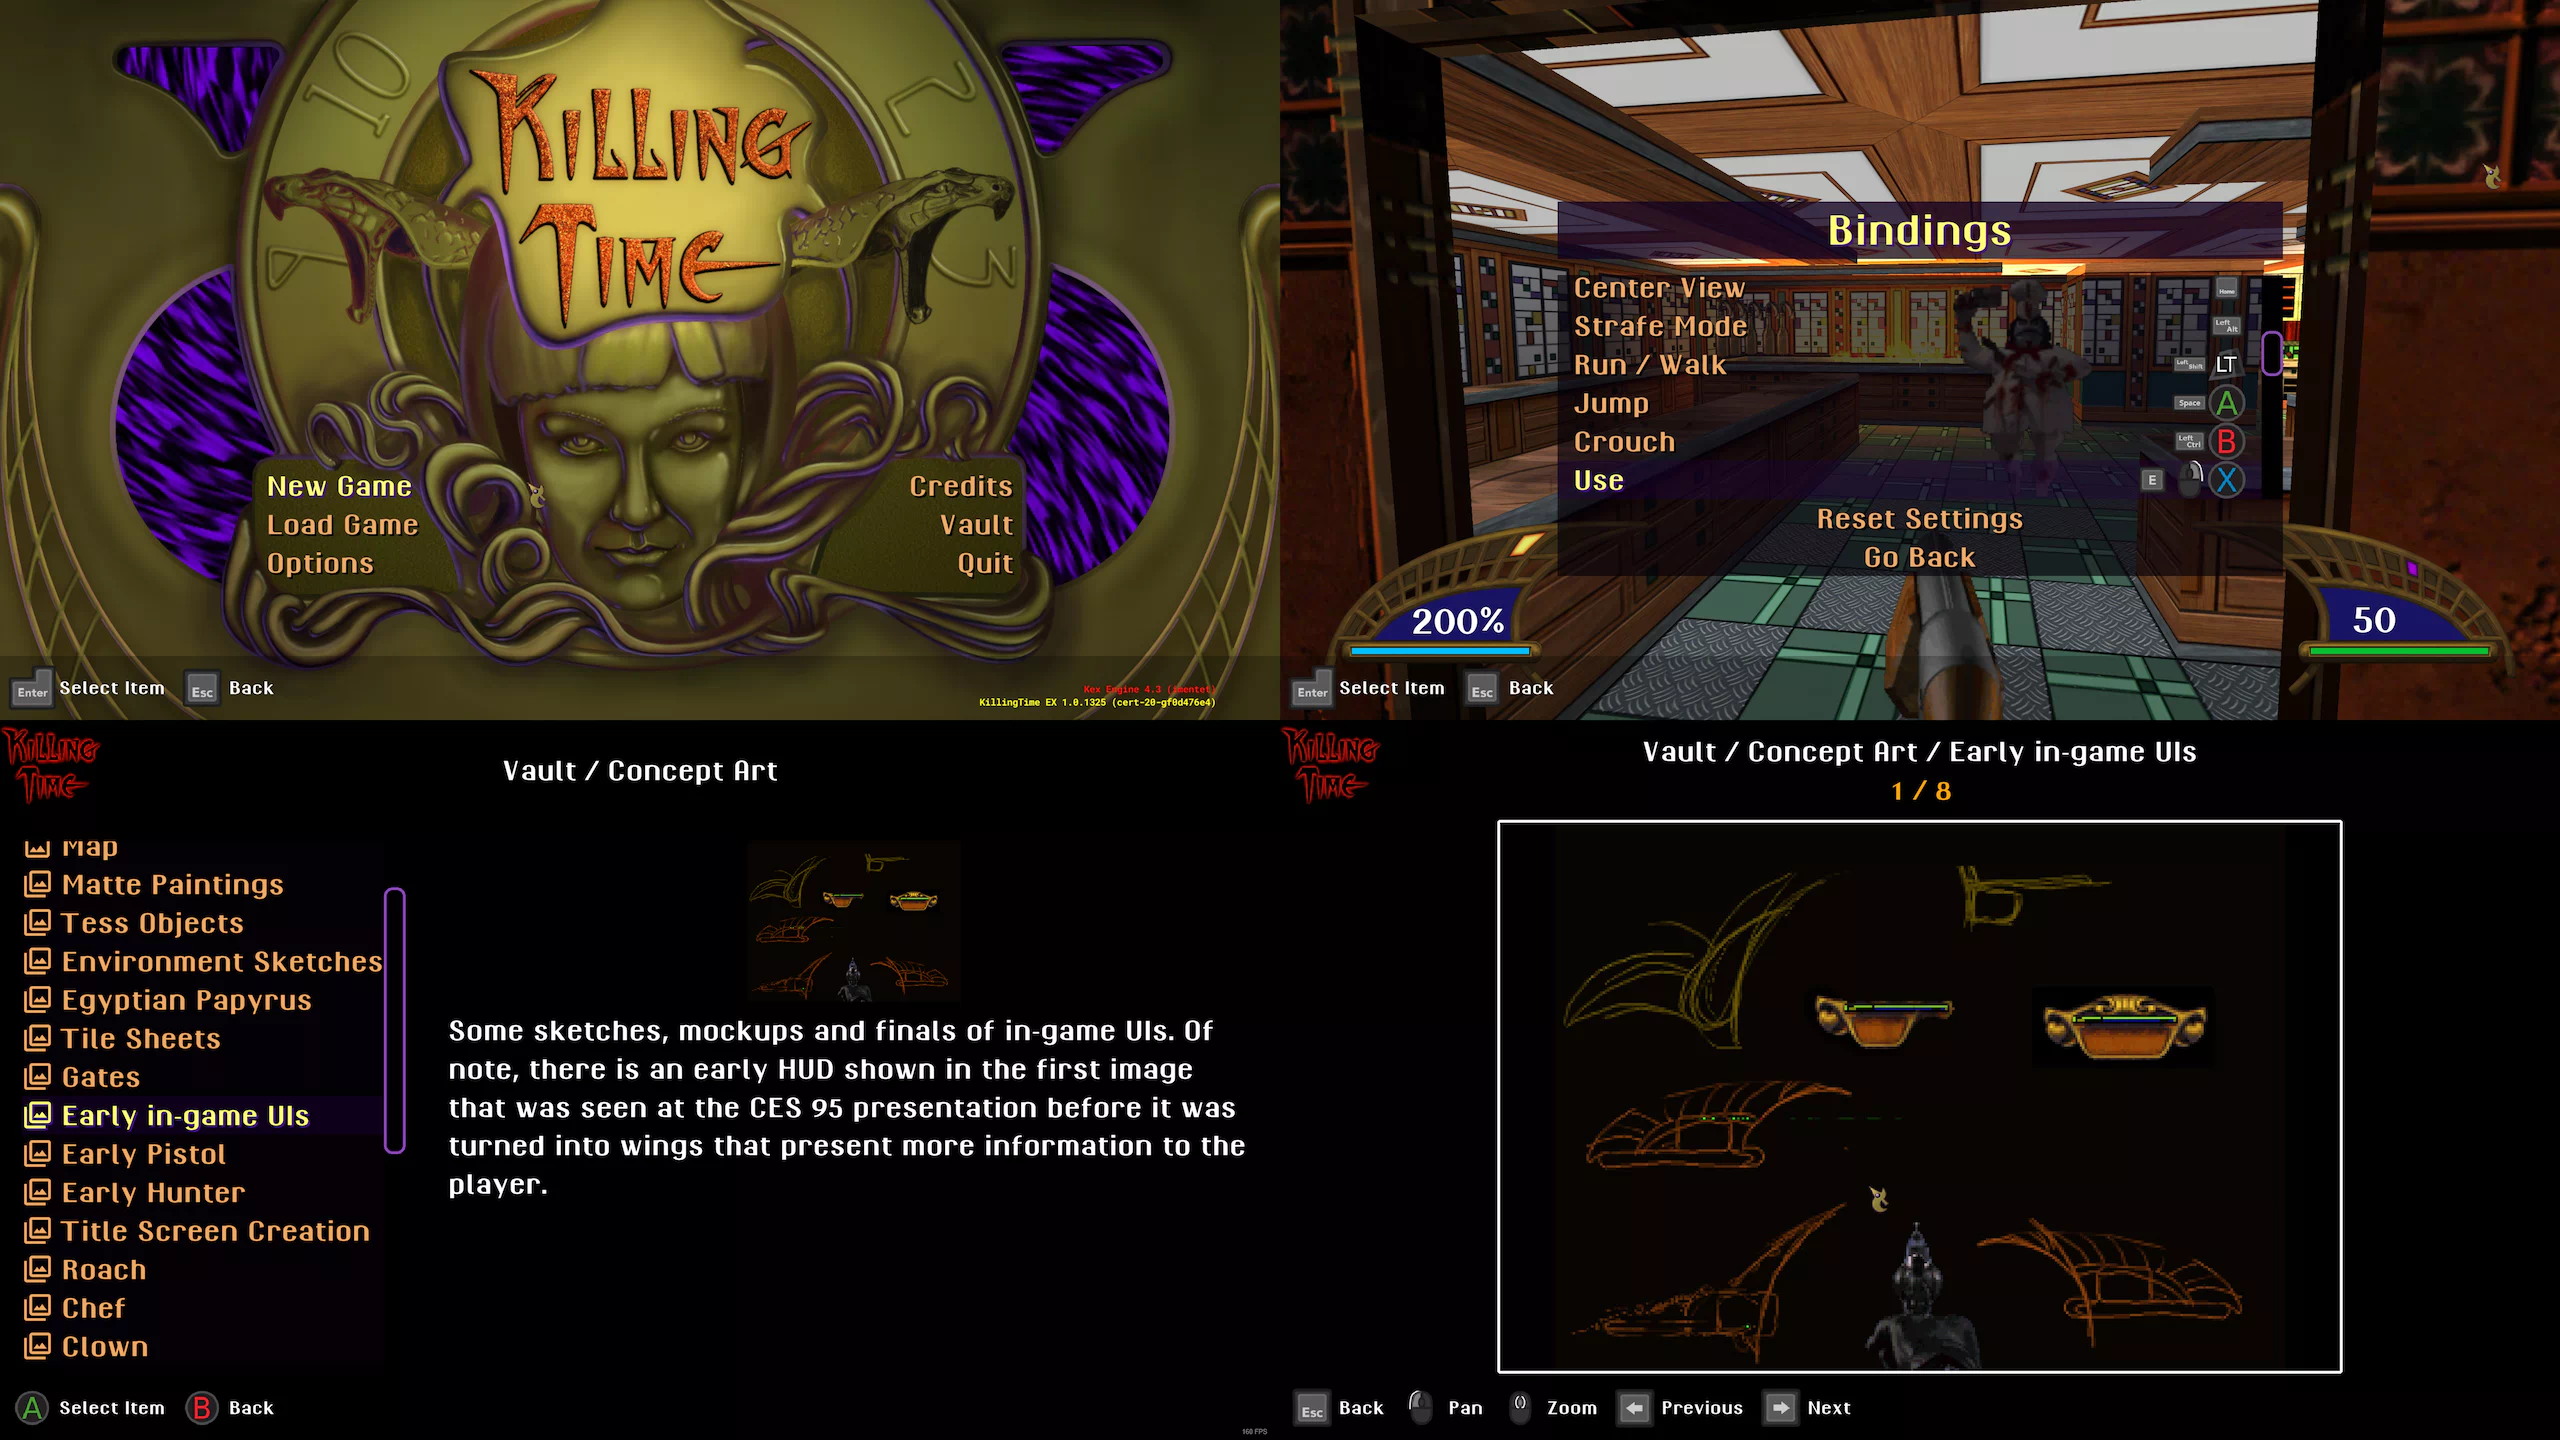 10
2
9
3
KILLING
TIME
New Game
Load Game
Options
Credits
Vault
Quit
Enter Select Item Esc Back
Kex Engine 4.3 (imentet)
KillingTime EX 1.0.1325 (cert-20-gf0d476e4)
Bindings
Center View Home
Strafe Mode Left Alt
Run / Walk Left Shift LT
Jump Space A
Crouch Left Ctrl B
Use E X
Reset Settings
Go Back
200%
50
Enter Select Item Esc Back
KILLING
TIME
Vault / Concept Art
Map
Matte Paintings
Tess Objects
Environment Sketches
Egyptian Papyrus
Tile Sheets
Gates
Early in-game UIs
Early Pistol
Early Hunter
Title Screen Creation
Roach
Chef
Clown
Some sketches, mockups and finals of in-game UIs. Of
note, there is an early HUD shown in the first image
that was seen at the CES 95 presentation before it was
turned into wings that present more information to the
player.
A Select Item B Back
160 FPS
KILLING
TIME
Vault / Concept Art / Early in-game UIs
1 / 8
Esc Back Pan Zoom Previous Next